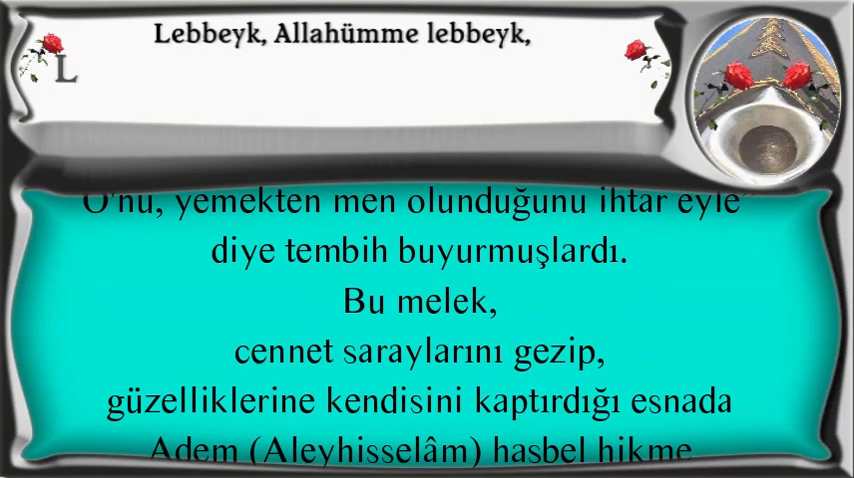 Lebbeyk, Allahümme lebbeyk,
L
O'nu, yemekten men olunduğunu ihtar eyle"
diye tembih buyurmuşlardı.
Bu melek,
cennet saraylarını gezip,
güzelliklerine kendisini kaptırdığı esnada
Adem (Aleyhisselâm) hasbel hikme